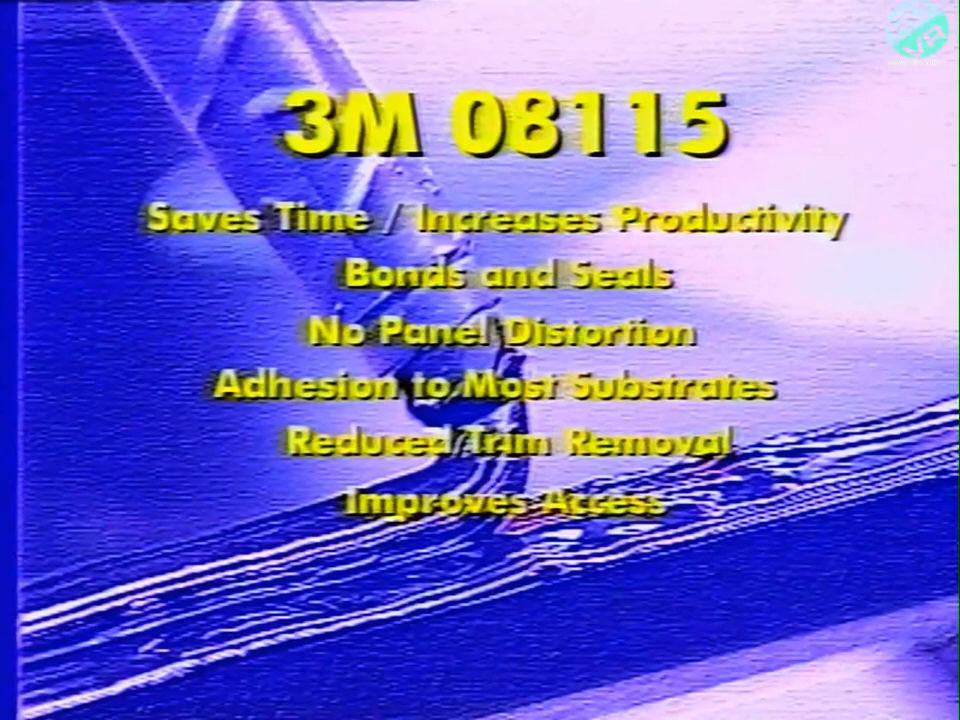 3M 08115
Saves Time / Increases Productivity
Bonds and Seals
No Panel Distortion
Adhesion to Most Substrates
Reduced Trim Removal
Improves Access
VR